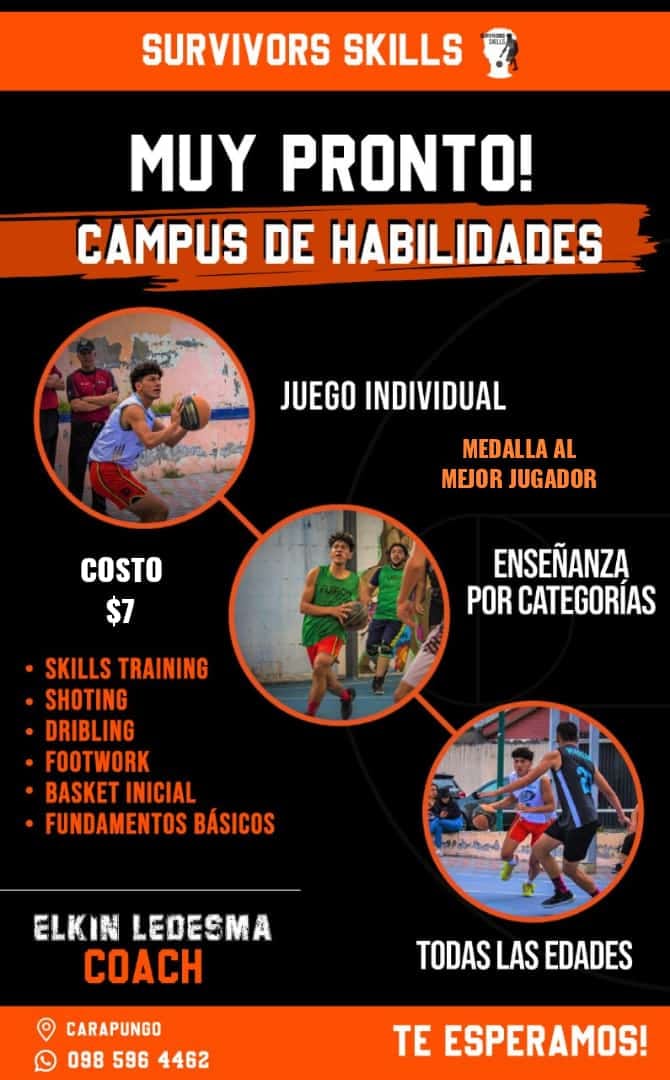 SURVIVORS SKILLS
SURVIVORS
SKILLS
MUY PRONTO!
CAMPUS DE HABILIDADES
JUEGO INDIVIDUAL
MEDALLA AL
MEJOR JUGADOR
COSTO
$7
ENSEÑANZA
POR CATEGORÍAS
• SKILLS TRAINING
• SHOTING
• DRIBLING
• FOOTWORK
• BASKET INICIAL
• FUNDAMENTOS BÁSICOS
ELKIN LEDESMA
COACH
TODAS LAS EDADES
CARAPUNGO
098 596 4462
TE ESPERAMOS!